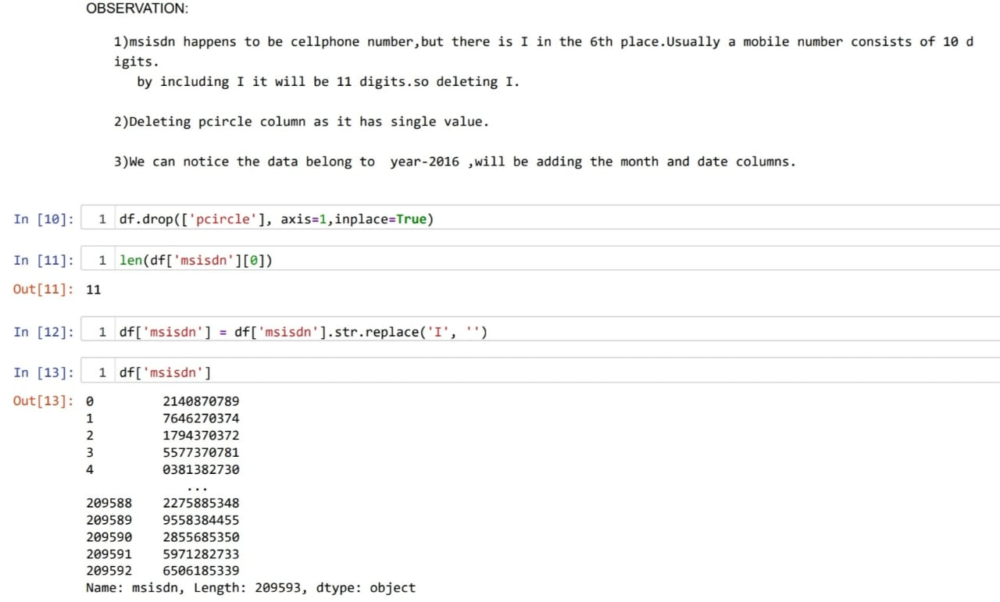 OBSERVATION:
1)msisdn happens to be cellphone number,but there is I in the 6th place.Usually a mobile number consists of 10 d
igits.
by including I it will be 11 digits.so deleting I.
2)Deleting pcircle column as it has single value.
3)We can notice the data belong to  year-2016 ,will be adding the month and date columns.
In [10]: 1 df.drop(['pcircle'], axis=1,inplace=True)
In [11]: 1 len(df['msisdn'][0])
Out[11]: 11
In [12]: 1 df['msisdn'] = df['msisdn'].str.replace('I', '')
In [13]: 1 df['msisdn']
Out[13]: 0 2140870789
1 7646270374
2 1794370372
3 5577370781
4 0381382730
...
209588 2275885348
209589 9558384455
209590 2855685350
209591 5971282733
209592 6506185339
Name: msisdn, Length: 209593, dtype: object